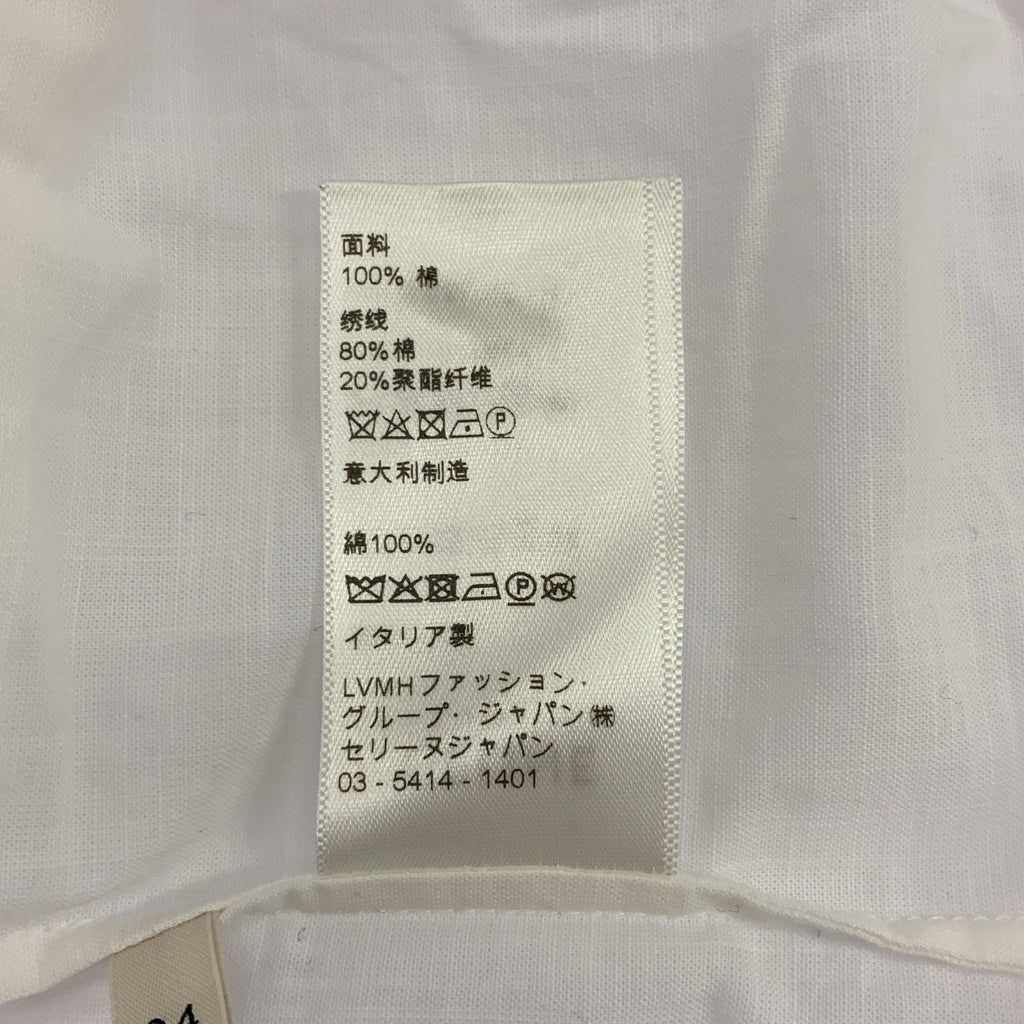 面料
100% 棉
绣线
80%棉
20%聚酯纤维
P
意大利制造
綿100%
P W
イタリア製
LVMHファッション・
グループ・ジャパン㈱
セリーヌジャパン
03 - 5414 - 1401